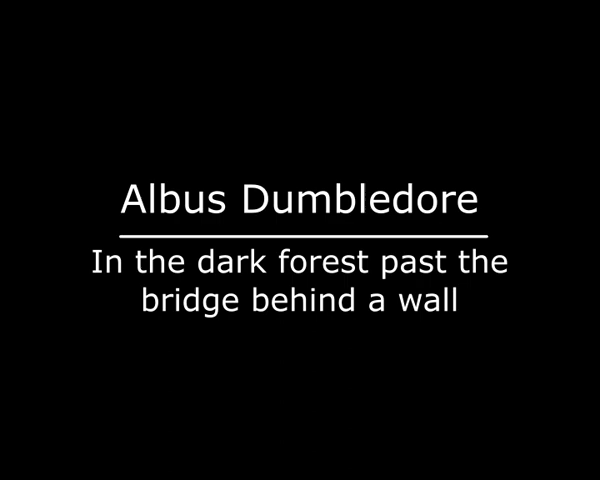 Albus Dumbledore
In the dark forest past the
bridge behind a wall